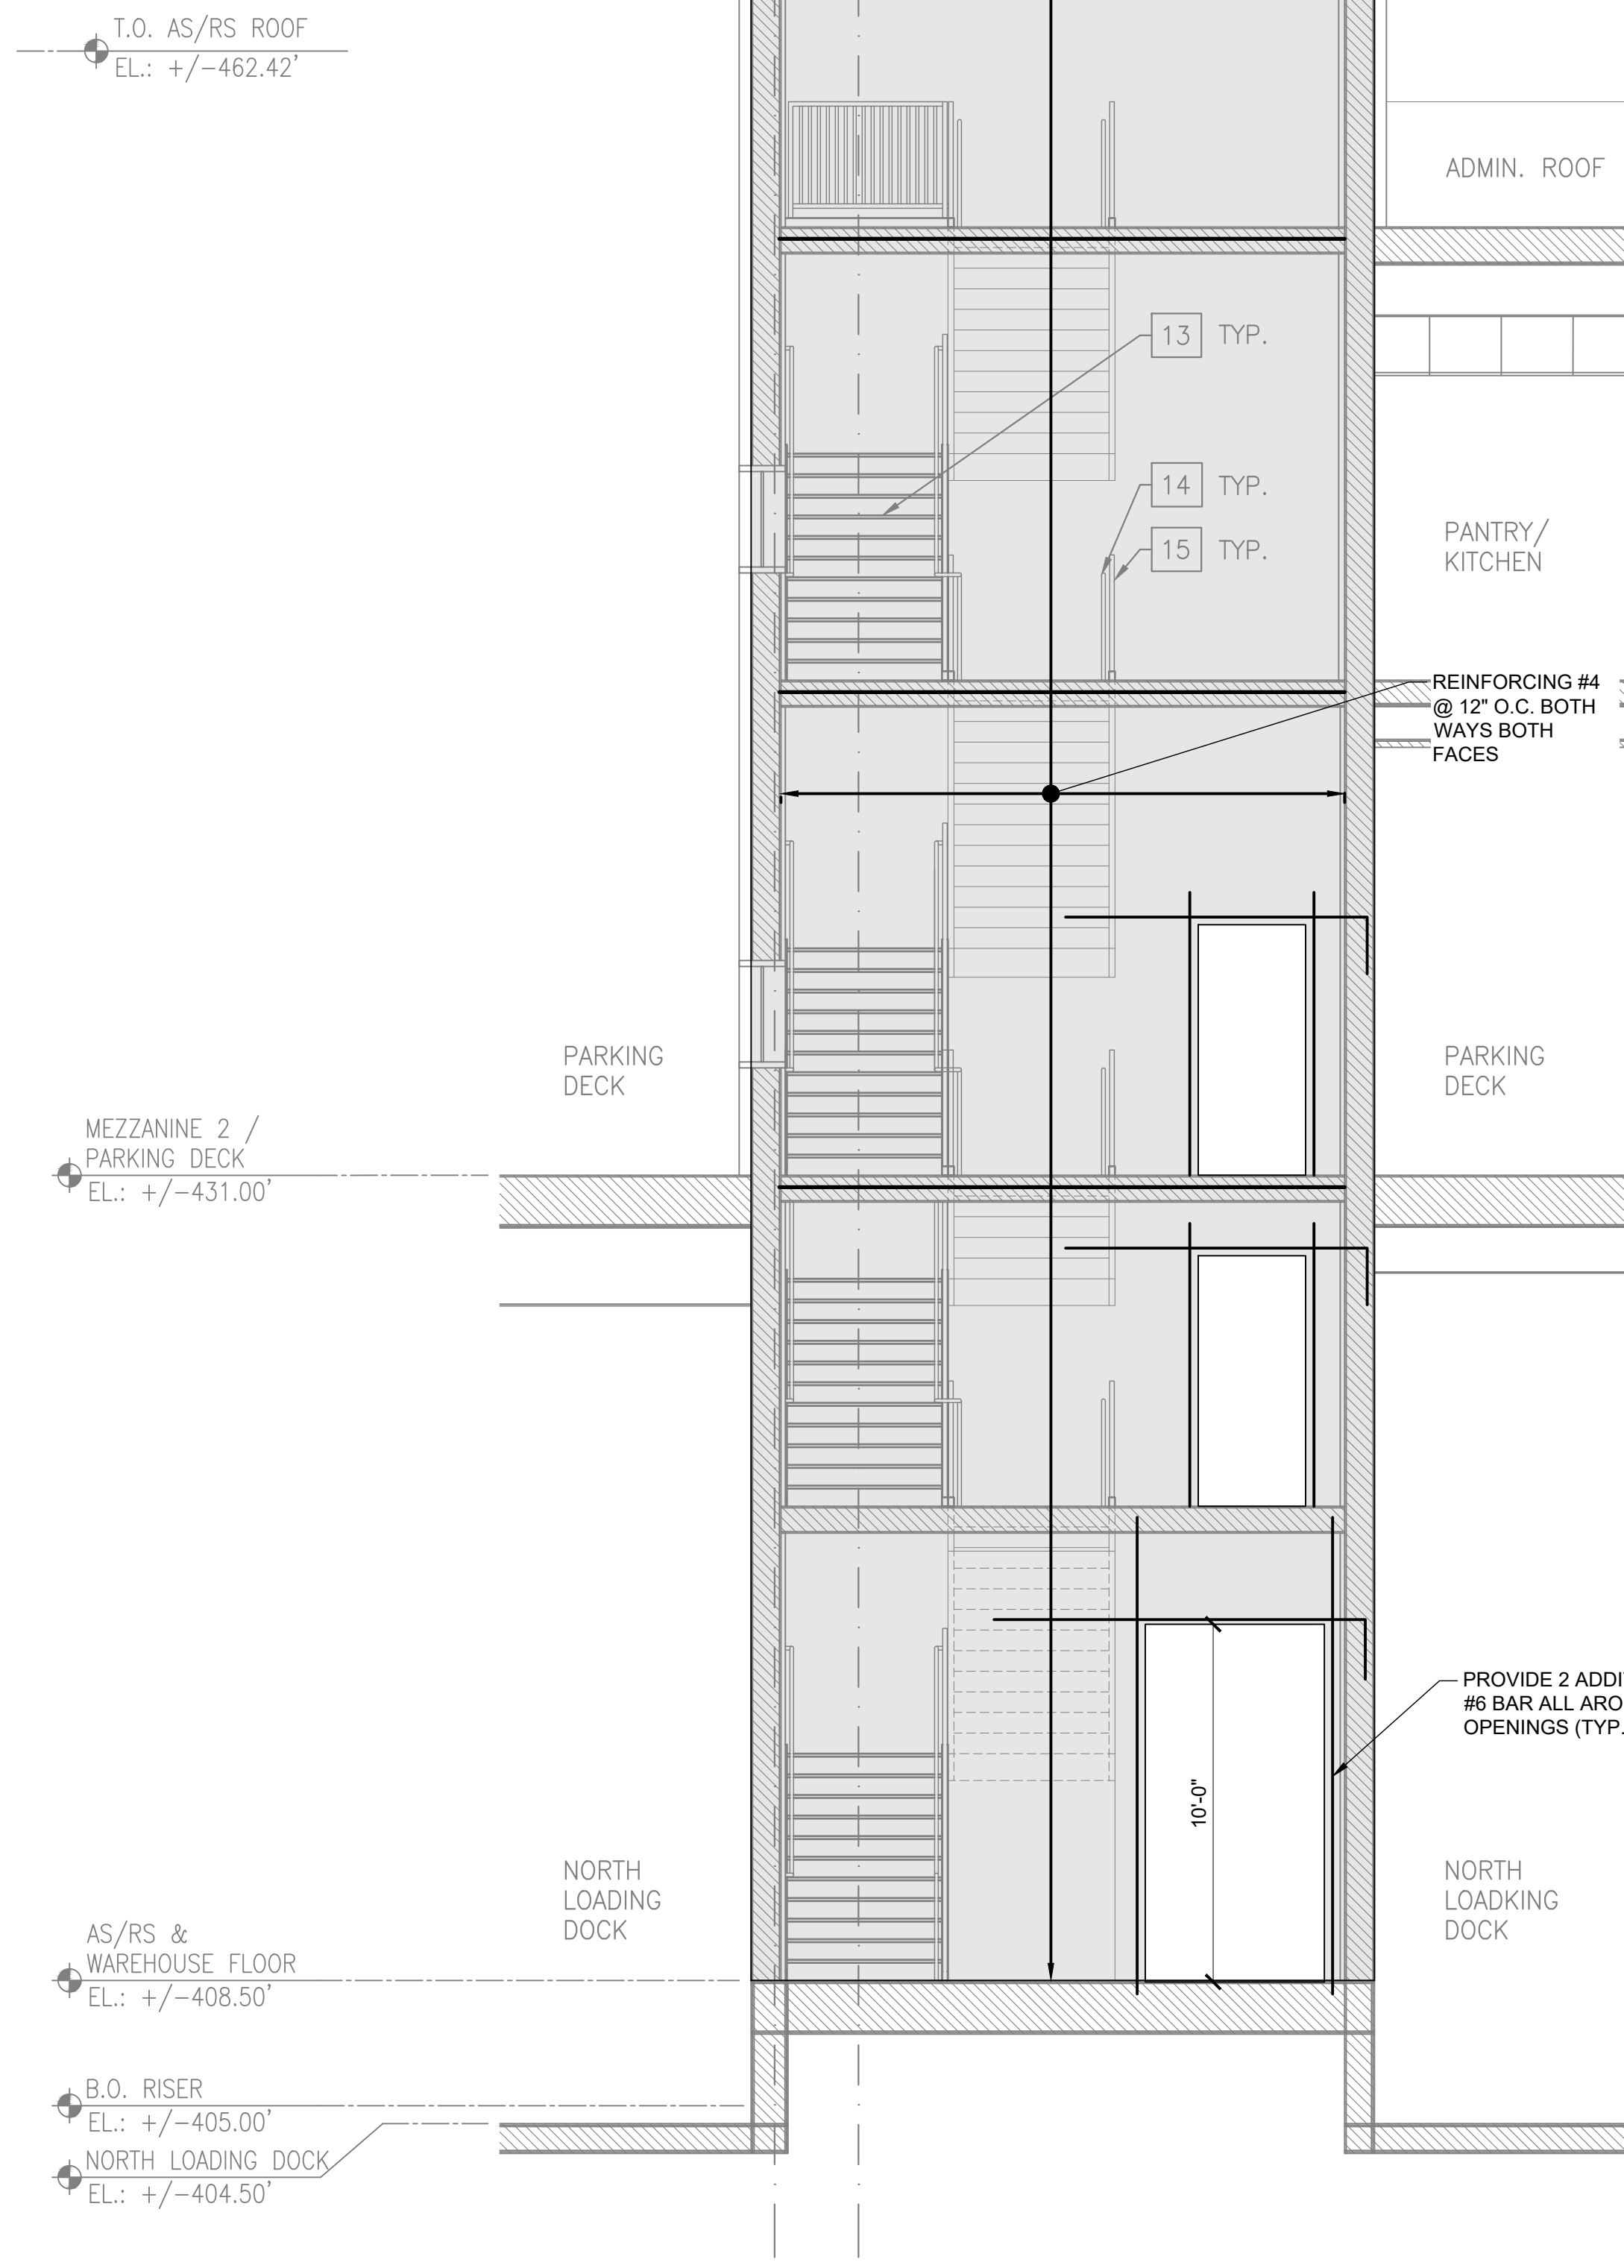 T.O. AS/RS ROOF
EL.: +/-462.42'
ADMIN. ROOF
13 TYP.
14 TYP.
15 TYP.
PANTRY/
KITCHEN
REINFORCING #4
@ 12" O.C. BOTH
WAYS BOTH
FACES
PARKING
DECK
PARKING
DECK
MEZZANINE 2 /
PARKING DECK
EL.: +/-431.00'
PROVIDE 2 ADDI
#6 BAR ALL ARO
OPENINGS (TYP.
10'-0"
NORTH
LOADING
DOCK
NORTH
LOADKING
DOCK
AS/RS &
WAREHOUSE FLOOR
EL.: +/-408.50'
B.O. RISER
EL.: +/-405.00'
NORTH LOADING DOCK
EL.: +/-404.50'